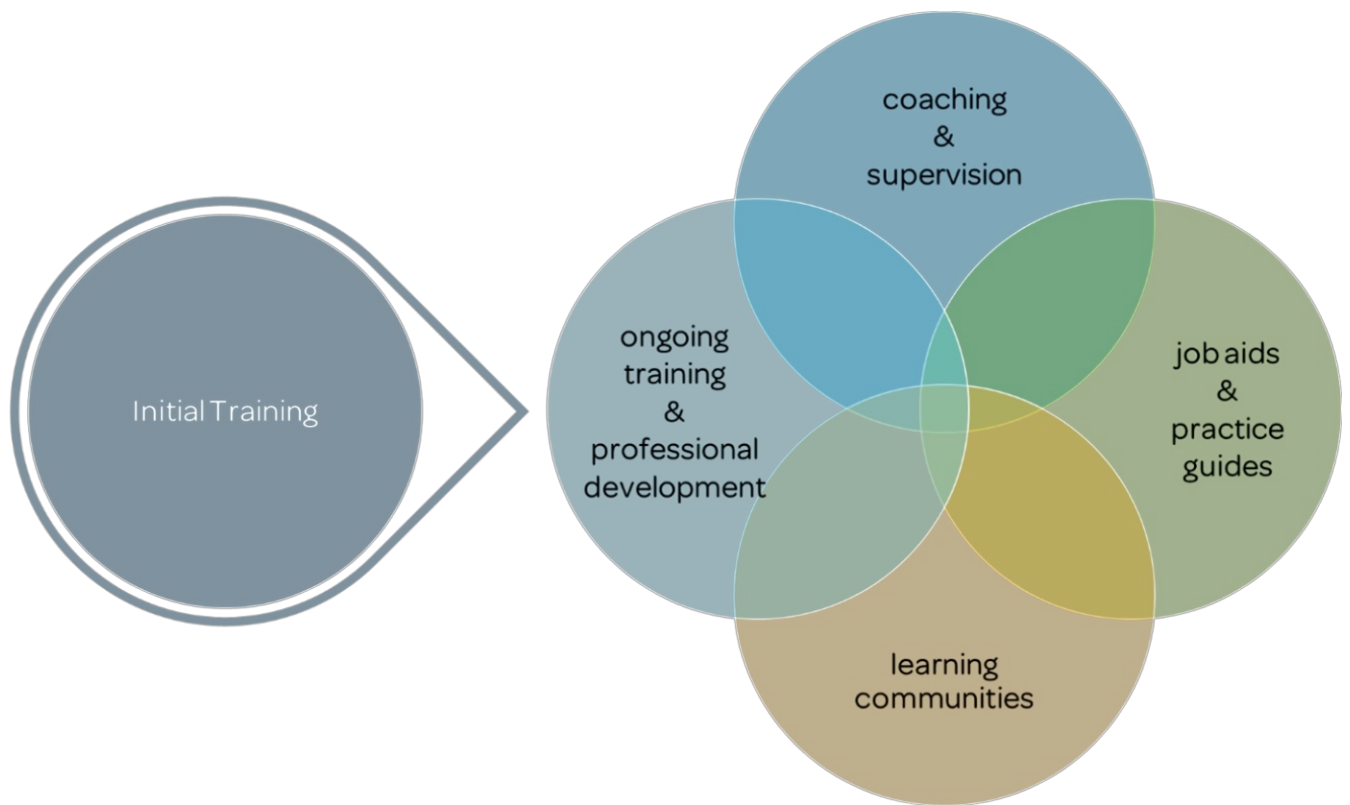 Initial Training
coaching
&
supervision
ongoing
training
&
professional
development
job aids
&
practice
guides
learning
communities